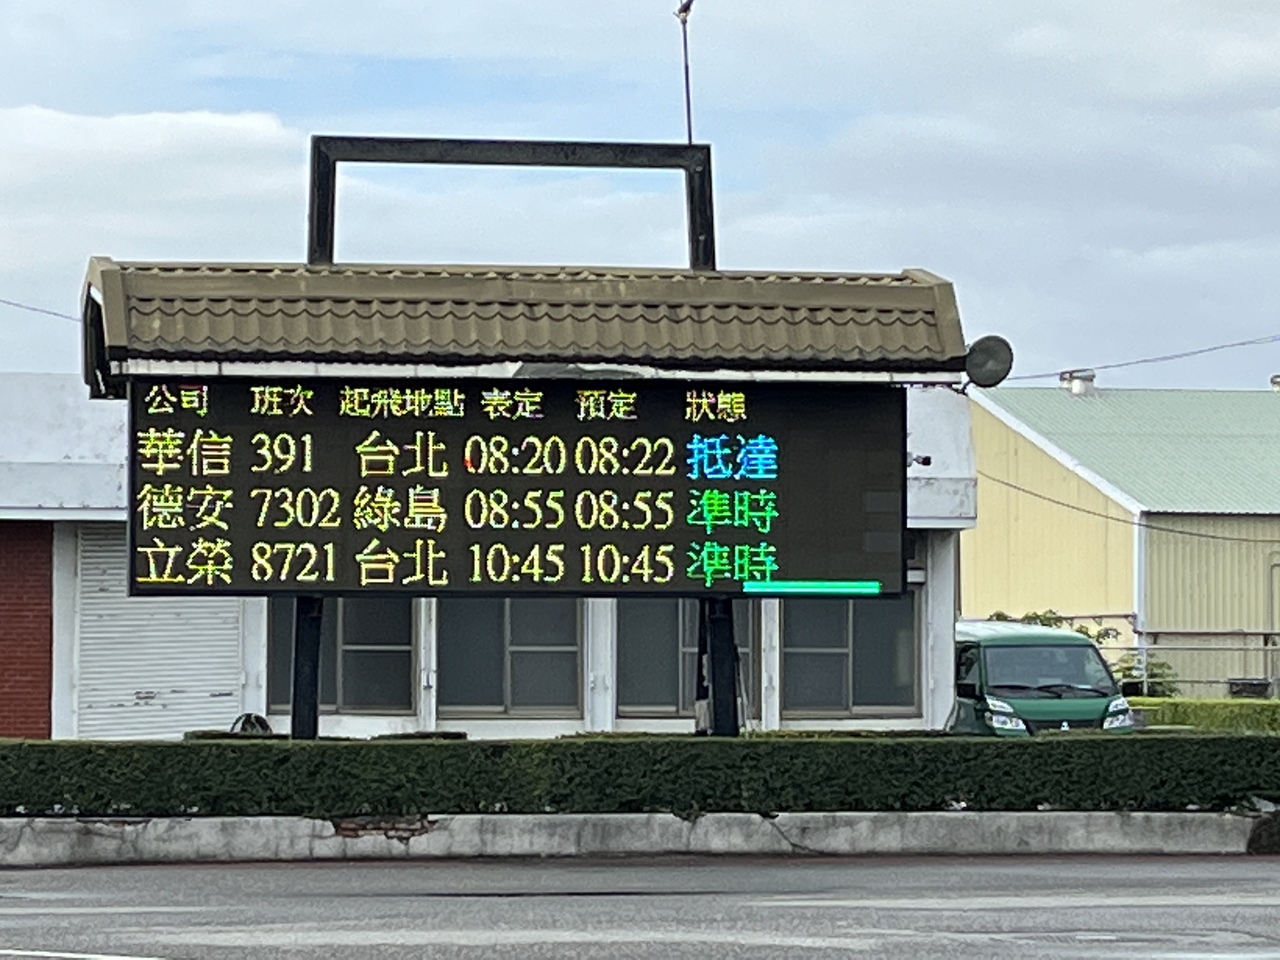 公司 班次 起飛地點 表定 預定 狀態
華信 391 台北 08:20 08:22 抵達
德安 7302 綠島 08:55 08:55 準時
立榮 8721 台北 10:45 10:45 準時